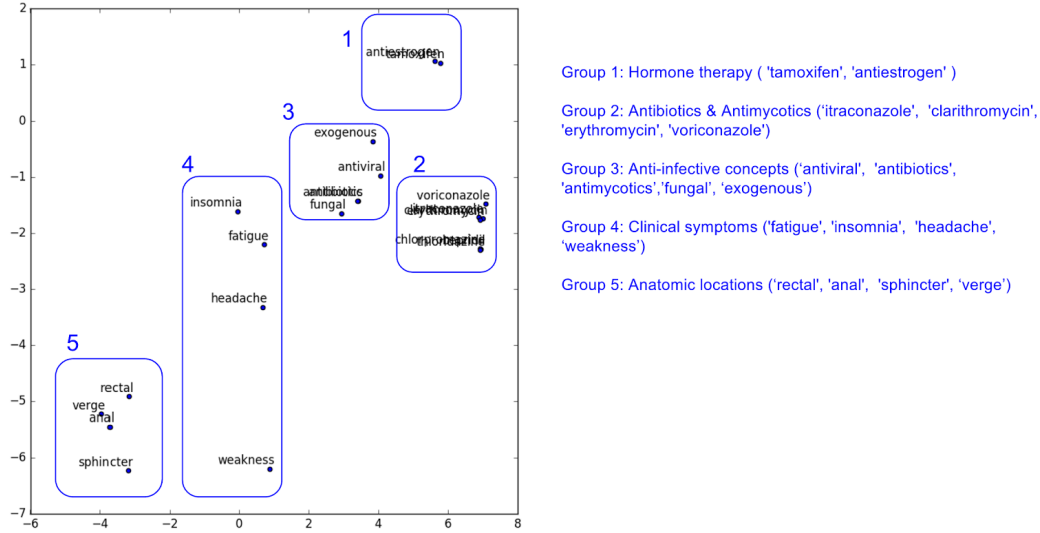 2
1
0
−1
−2
−3
−4
−5
−6
−7
−6
−4
−2
0
2
4
6
8
1
antiestrogen
tamoxifen
3
exogenous
antiviral
antibiotics
fungal
2
voriconazole
itraconazole
erythromycin
4
insomnia
fatigue
headache
weakness
5
rectal
verge
anal
sphincter
Group 1: Hormone therapy ( 'tamoxifen', 'antiestrogen' )
Group 2: Antibiotics & Antimycotics (‘itraconazole',  'clarithromycin',
'erythromycin', 'voriconazole')
Group 3: Anti-infective concepts (‘antiviral',  'antibiotics',
'antimycotics','fungal’, ‘exogenous’)
Group 4: Clinical symptoms ('fatigue', 'insomnia',  'headache',
‘weakness’)
Group 5: Anatomic locations (‘rectal', 'anal',  'sphincter', ‘verge’)